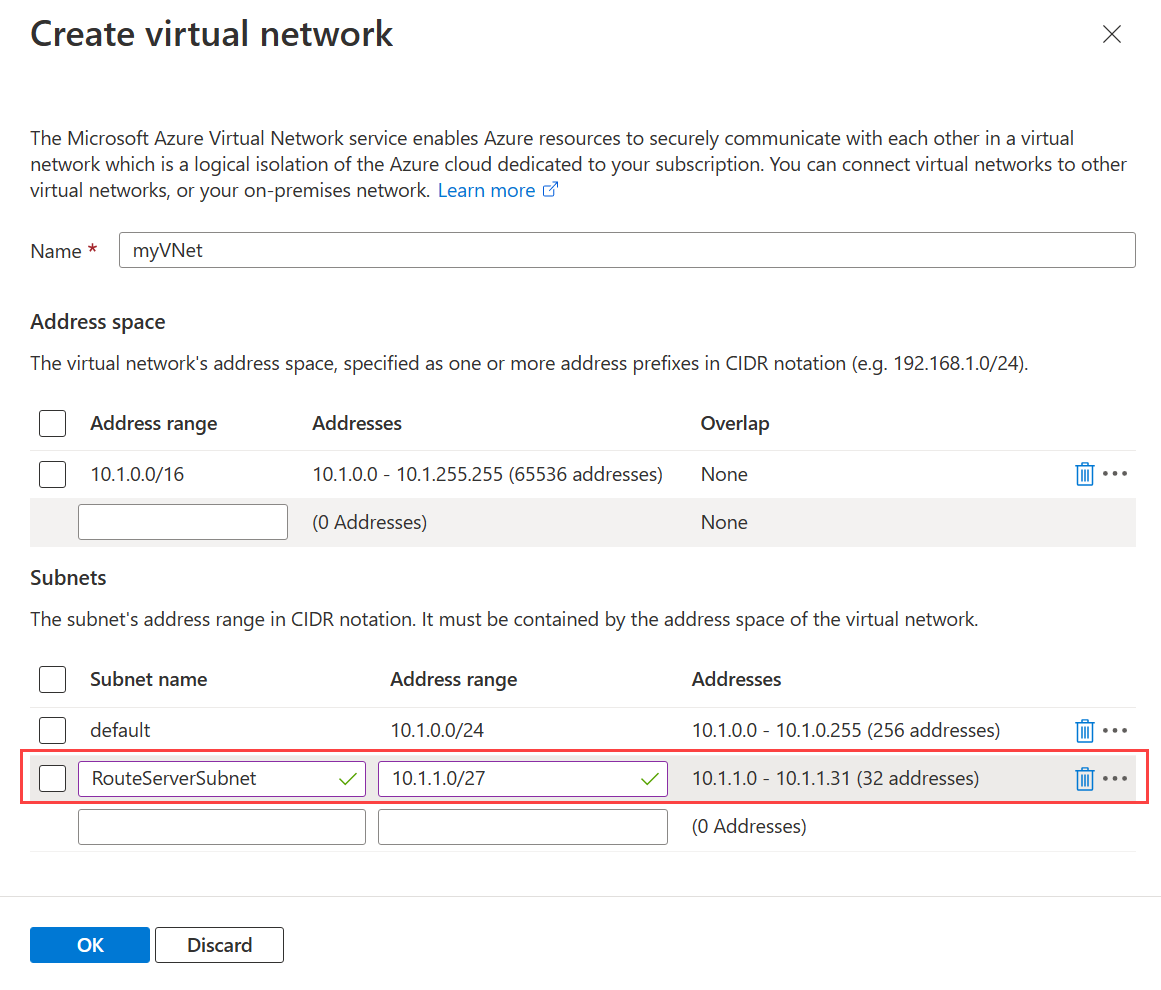 Create virtual network
The Microsoft Azure Virtual Network service enables Azure resources to securely communicate with each other in a virtual
network which is a logical isolation of the Azure cloud dedicated to your subscription. You can connect virtual networks to other
virtual networks, or your on-premises network. Learn more
Name * myVNet
Address space
The virtual network's address space, specified as one or more address prefixes in CIDR notation (e.g. 192.168.1.0/24).
Address range Addresses Overlap
10.1.0.0/16 10.1.0.0 - 10.1.255.255 (65536 addresses) None
(0 Addresses) None
Subnets
The subnet's address range in CIDR notation. It must be contained by the address space of the virtual network.
Subnet name Address range Addresses
default 10.1.0.0/24 10.1.0.0 - 10.1.0.255 (256 addresses)
RouteServerSubnet 10.1.1.0/27 10.1.1.0 - 10.1.1.31 (32 addresses)
(0 Addresses)
OK Discard